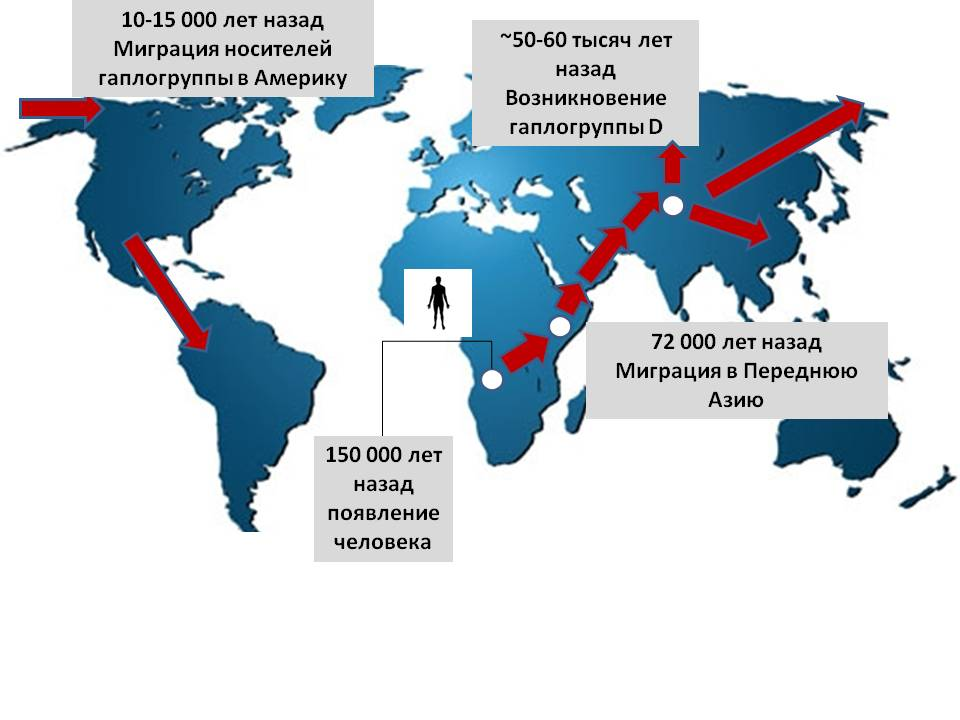 10-15 000 лет назад
Миграция носителей
гаплогруппы в Америку
~50-60 тысяч лет
назад
Возникновение
гаплогруппы D
72 000 лет назад
Миграция в Переднюю
Азию
150 000 лет
назад
появление
человека